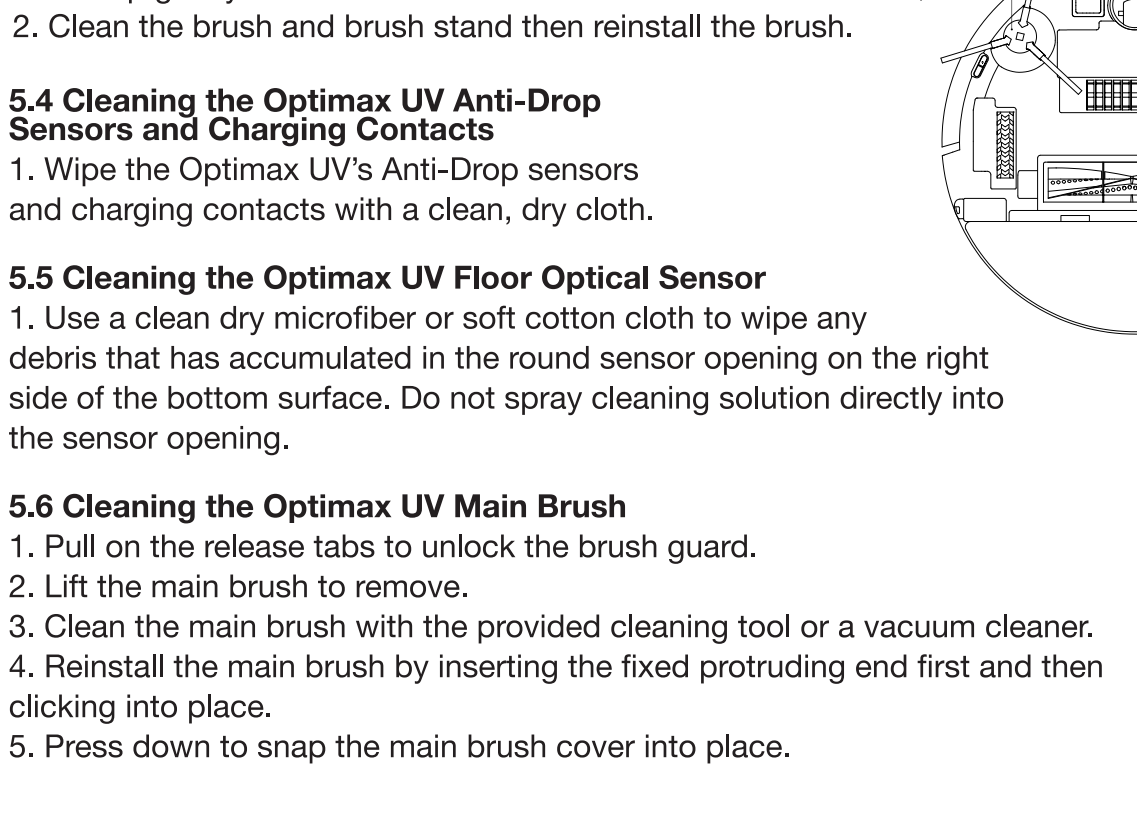 2. Clean the brush and brush stand then reinstall the brush.
5.4 Cleaning the Optimax UV Anti-Drop
Sensors and Charging Contacts
1. Wipe the Optimax UV’s Anti-Drop sensors
and charging contacts with a clean, dry cloth.
5.5 Cleaning the Optimax UV Floor Optical Sensor
1. Use a clean dry microfiber or soft cotton cloth to wipe any
debris that has accumulated in the round sensor opening on the right
side of the bottom surface. Do not spray cleaning solution directly into
the sensor opening.
5.6 Cleaning the Optimax UV Main Brush
1. Pull on the release tabs to unlock the brush guard.
2. Lift the main brush to remove.
3. Clean the main brush with the provided cleaning tool or a vacuum cleaner.
4. Reinstall the main brush by inserting the fixed protruding end first and then
clicking into place.
5. Press down to snap the main brush cover into place.